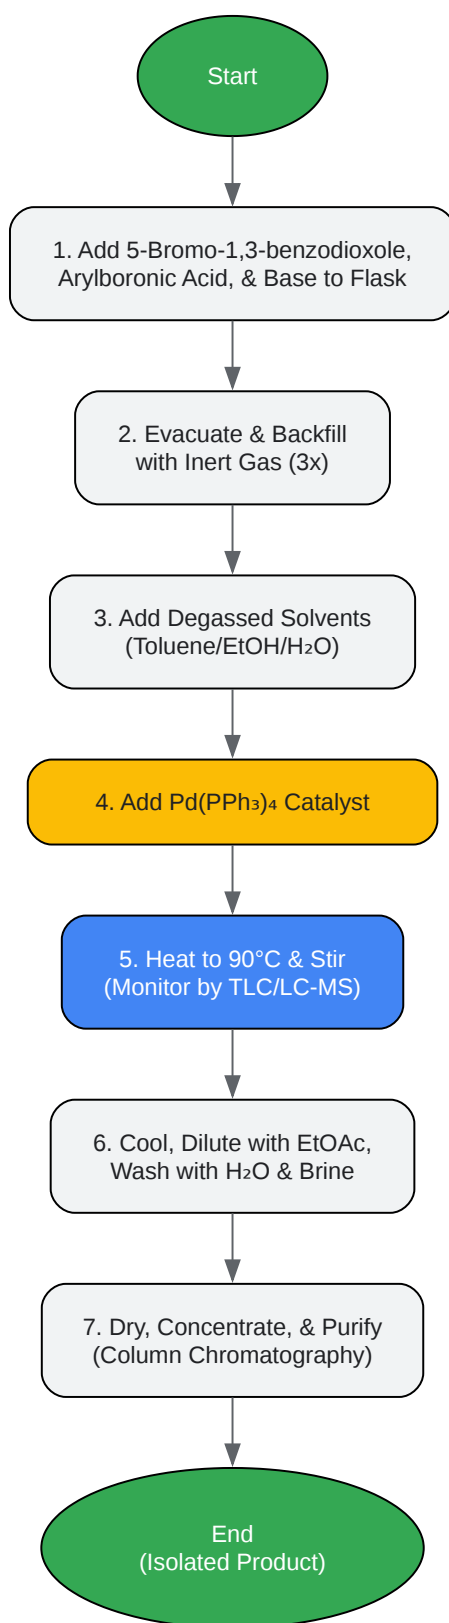 Start
1. Add 5-Bromo-1,3-benzodioxole,
Arylboronic Acid, & Base to Flask
2. Evacuate & Backfill
with Inert Gas (3x)
3. Add Degassed Solvents
(Toluene/EtOH/H₂O)
4. Add Pd(PPh₃)₄ Catalyst
5. Heat to 90°C & Stir
(Monitor by TLC/LC-MS)
6. Cool, Dilute with EtOAc,
Wash with H₂O & Brine
7. Dry, Concentrate, & Purify
(Column Chromatography)
End
(Isolated Product)